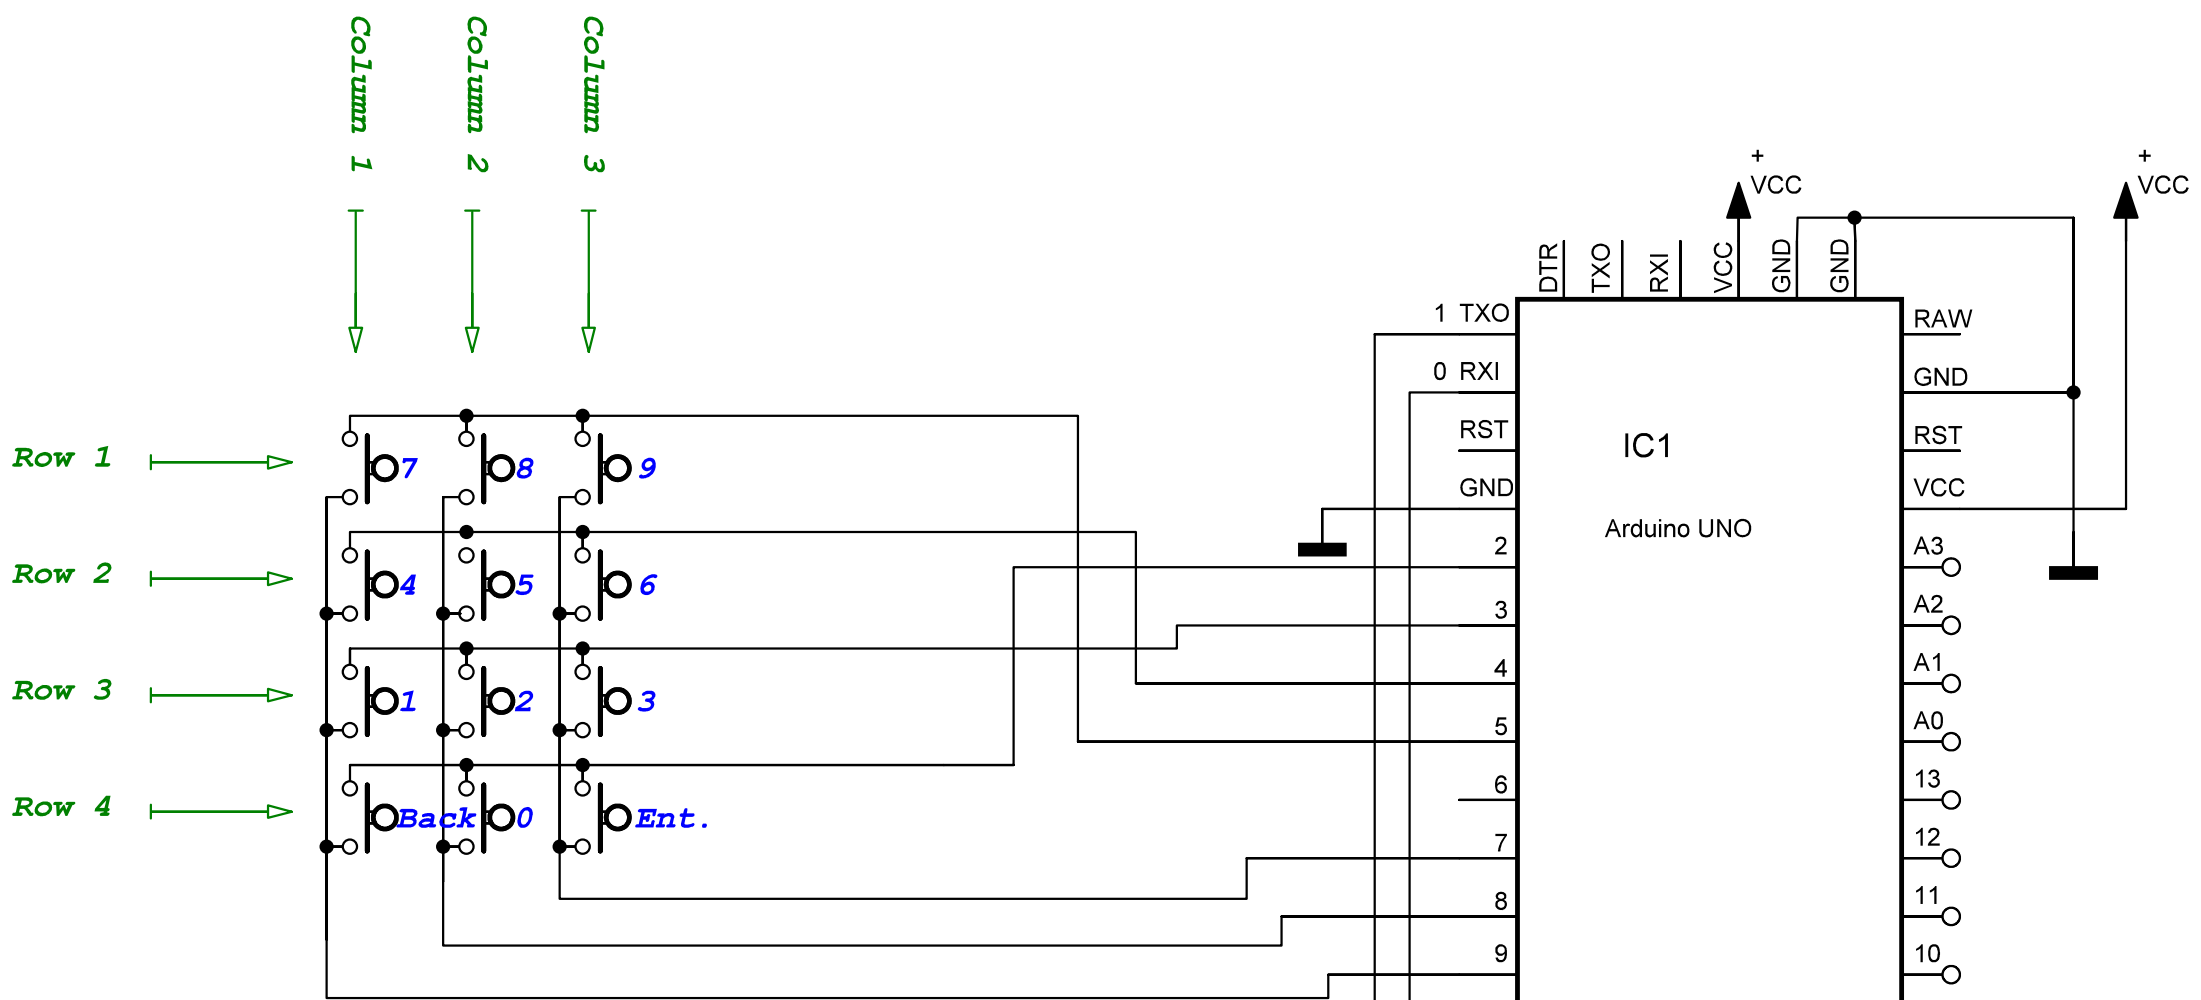 Column 1
Column 2
Column 3
Row 1
7 8 9
Row 2
4 5 6
Row 3
1 2 3
Row 4
Back 0 Ent.
+
VCC
+
VCC
DTR
TXO
RXI
VCC
GND
GND
1 TXO
0 RXI
RST
GND
2
3
4
5
6
7
8
9
IC1
Arduino UNO
RAW
GND
RST
VCC
A3
A2
A1
A0
13
12
11
10